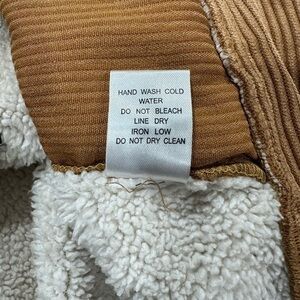 HAND WASH COLD
WATER
DO NOT BLEACH
LINE DRY
IRON LOW
DO NOT DRY CLEAN